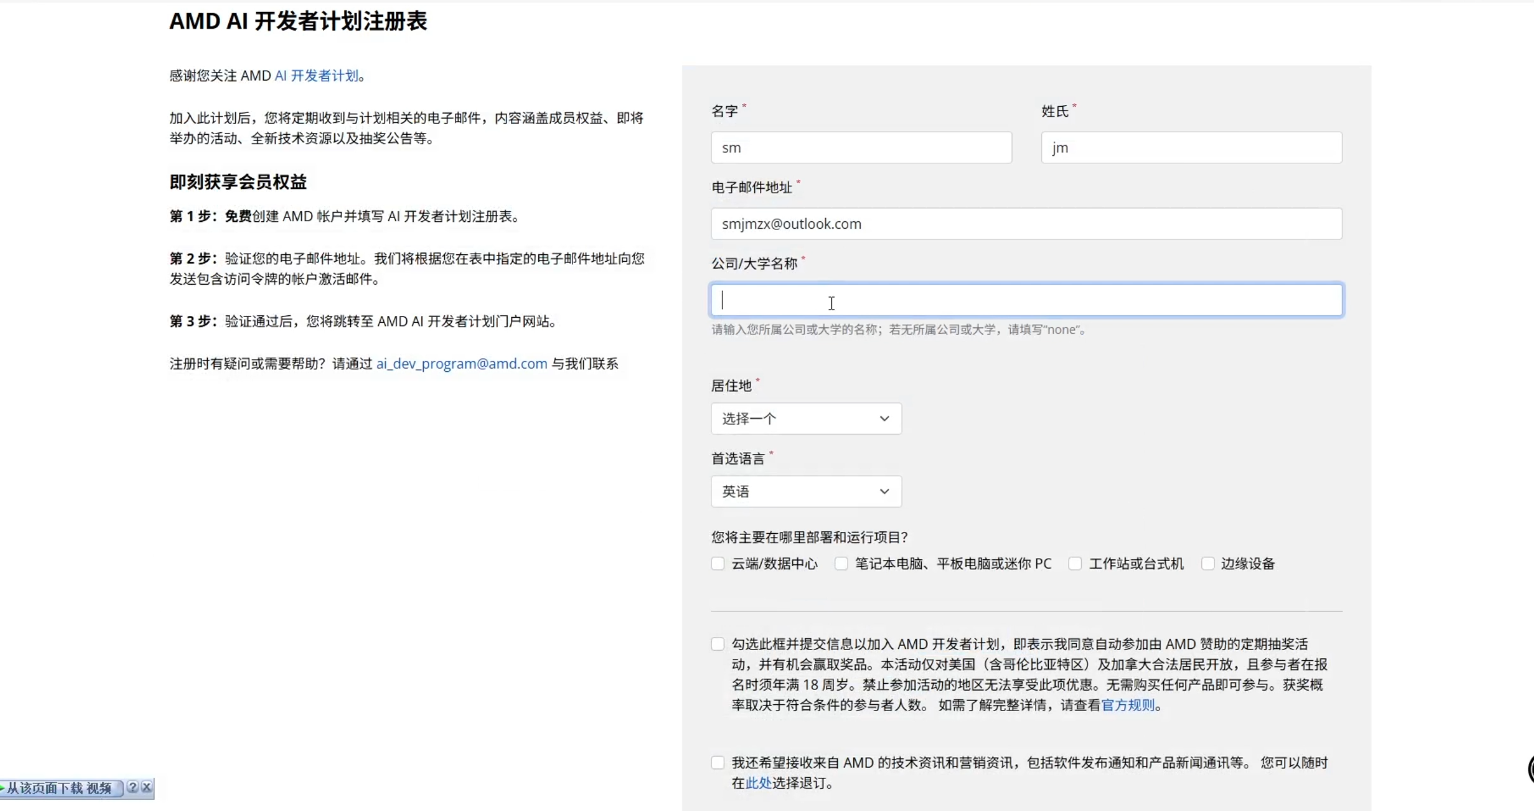 AMD AI 开发者计划注册表
感谢您关注 AMD AI 开发者计划。
加入此计划后，您将定期收到与计划相关的电子邮件，内容涵盖成员权益、即将
举办的活动、全新技术资源以及抽奖公告等。
即刻获享会员权益
第 1 步：免费创建 AMD 帐户并填写 AI 开发者计划注册表。
第 2 步：验证您的电子邮件地址。我们将根据您在表中指定的电子邮件地址向您
发送包含访问令牌的帐户激活邮件。
第 3 步：验证通过后，您将跳转至 AMD AI 开发者计划门户网站。
注册时有疑问或需要帮助？请通过 ai_dev_program@amd.com 与我们联系
名字 *
姓氏 *
sm
jm
电子邮件地址 *
smjmzx@outlook.com
公司/大学名称 *
请输入您所属公司或大学的名称；若无所属公司或大学，请填写“none”。
居住地 *
选择一个
首选语言 *
英语
您将主要在哪里部署和运行项目？
云端/数据中心 笔记本电脑、平板电脑或迷你 PC 工作站或台式机 边缘设备
勾选此框并提交信息以加入 AMD 开发者计划，即表示我同意自动参加由 AMD 赞助的定期抽奖活
动，并有机会赢取奖品。本活动仅对美国（含哥伦比亚特区）及加拿大合法居民开放，且参与者在报
名时须年满 18 周岁。禁止参加活动的地区无法享受此项优惠。无需购买任何产品即可参与。获奖概
率取决于符合条件的参与者人数。 如需了解完整详情，请查看官方规则。
我还希望接收来自 AMD 的技术资讯和营销资讯，包括软件发布通知和产品新闻通讯等。 您可以随时
在此处选择退订。
从该页面下载 视频 ? X